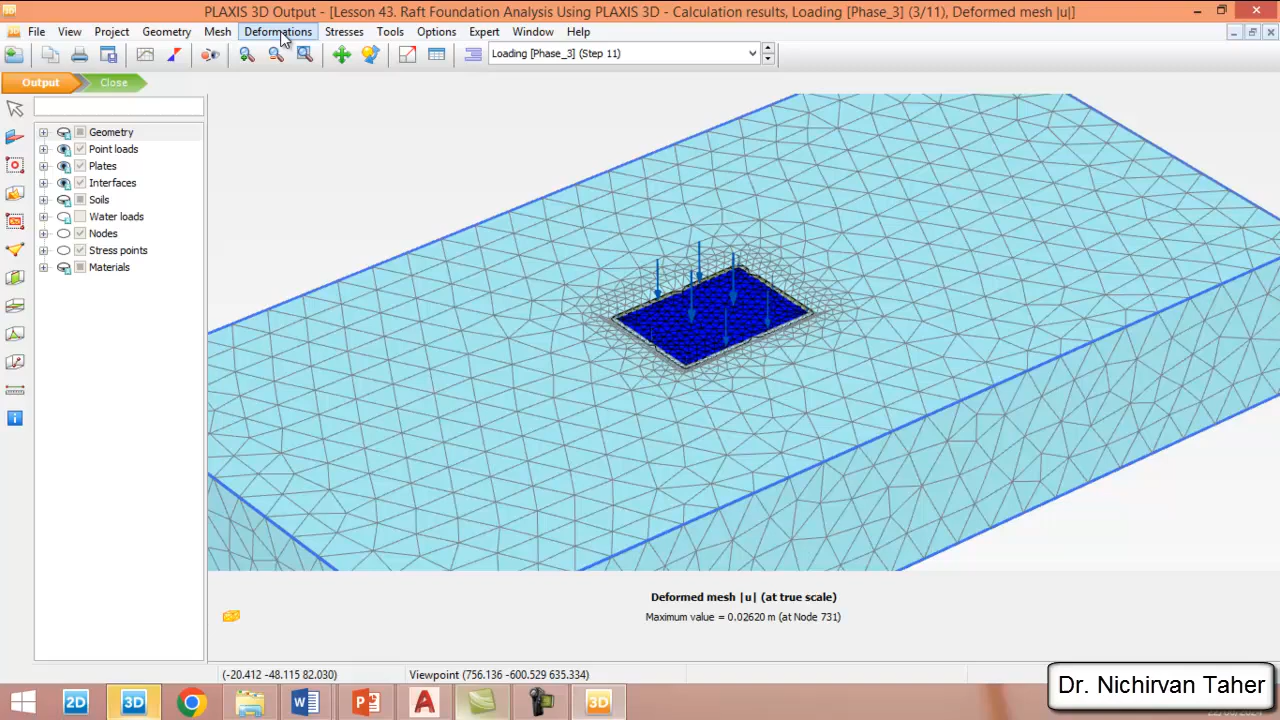 PLAXIS 3D Output - [Lesson 43. Raft Foundation Analysis Using PLAXIS 3D - Calculation results, Loading [Phase_3] (3/11), Deformed mesh |u|]
File View Project Geometry Mesh Deformations Stresses Tools Options Expert Window Help
Loading [Phase_3] (Step 11)
Output Close
Geometry
Point loads
Plates
Interfaces
Soils
Water loads
Nodes
Stress points
Materials
Deformed mesh |u| (at true scale)
Maximum value = 0.02620 m (at Node 731)
(-20.412 -48.115 82.030) Viewpoint (756.136 -600.529 635.334)
Dr. Nichirvan Taher
2D 3D 3D